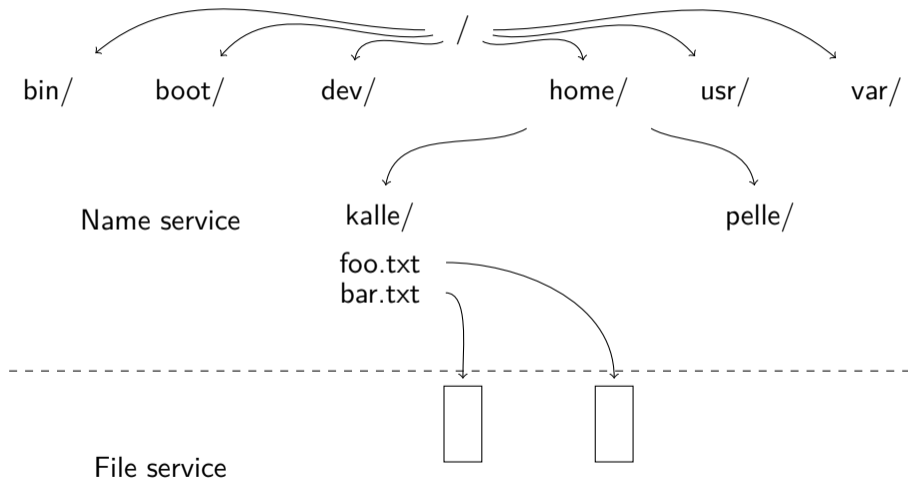 /
bin/ boot/ dev/ home/ usr/ var/
Name service kalle/ pelle/
foo.txt
bar.txt
File service